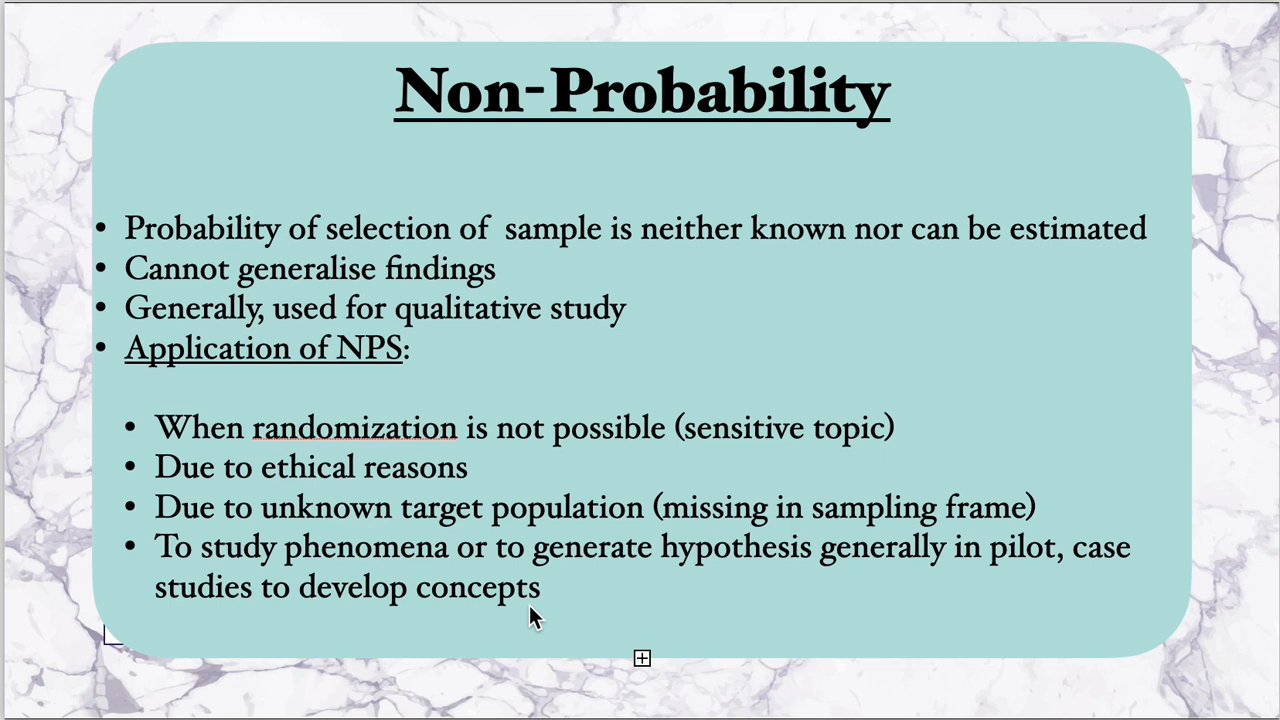 Non-Probability
• Probability of selection of  sample is neither known nor can be estimated
• Cannot generalise findings
• Generally, used for qualitative study
• Application of NPS:
• When randomization is not possible (sensitive topic)
• Due to ethical reasons
• Due to unknown target population (missing in sampling frame)
• To study phenomena or to generate hypothesis generally in pilot, case
studies to develop concepts